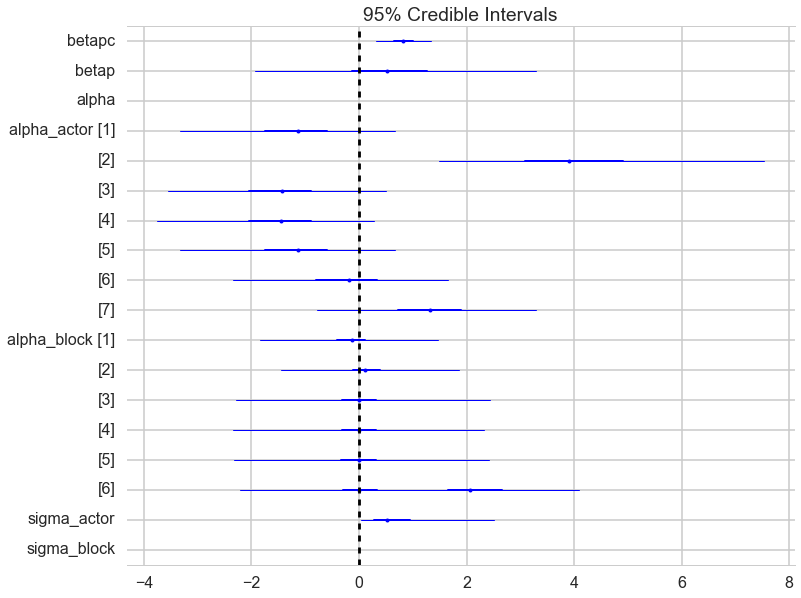 95% Credible Intervals
betapc
betap
alpha
alpha_actor [1]
[2]
[3]
[4]
[5]
[6]
[7]
alpha_block [1]
[2]
[3]
[4]
[5]
[6]
sigma_actor
sigma_block
−4 −2 0 2 4 6 8